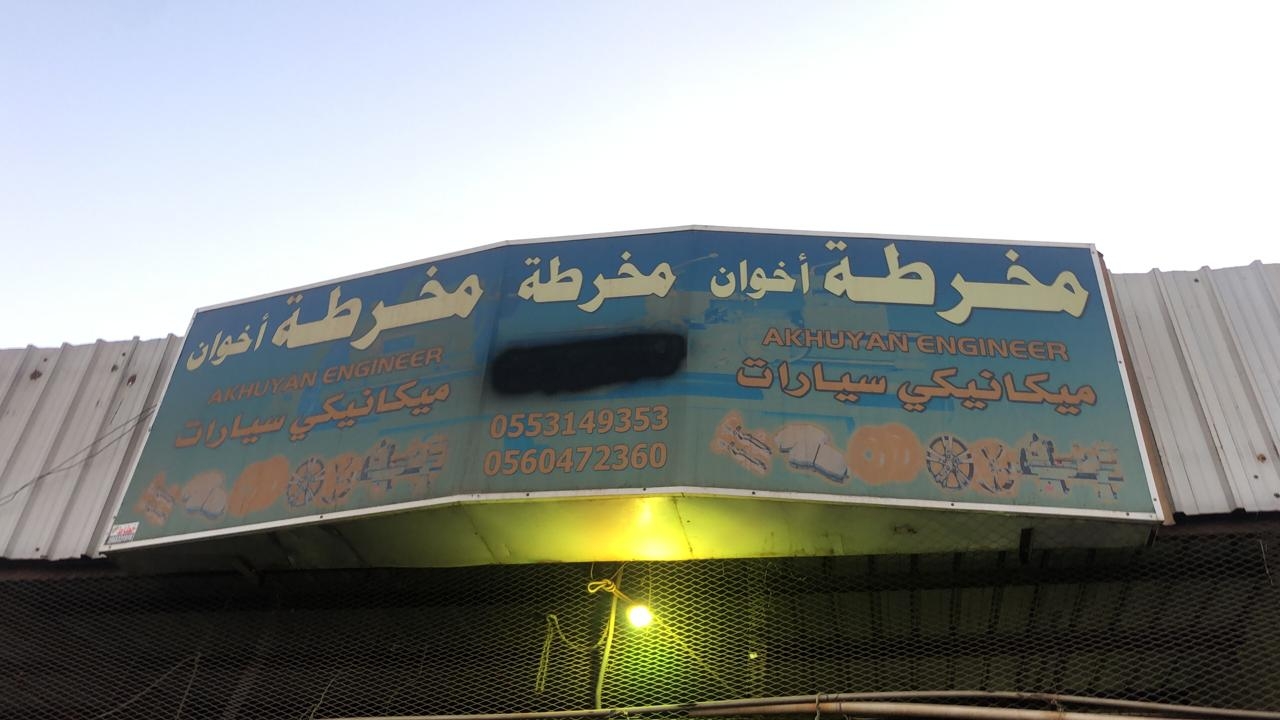 مخرطة أخوان
AKHUYAN ENGINEER
ميكانيكي سيارات
مخرطة
0553149353
0560472360
مخرطة أخوان
AKHUYAN ENGINEER
ميكانيكي سيارات